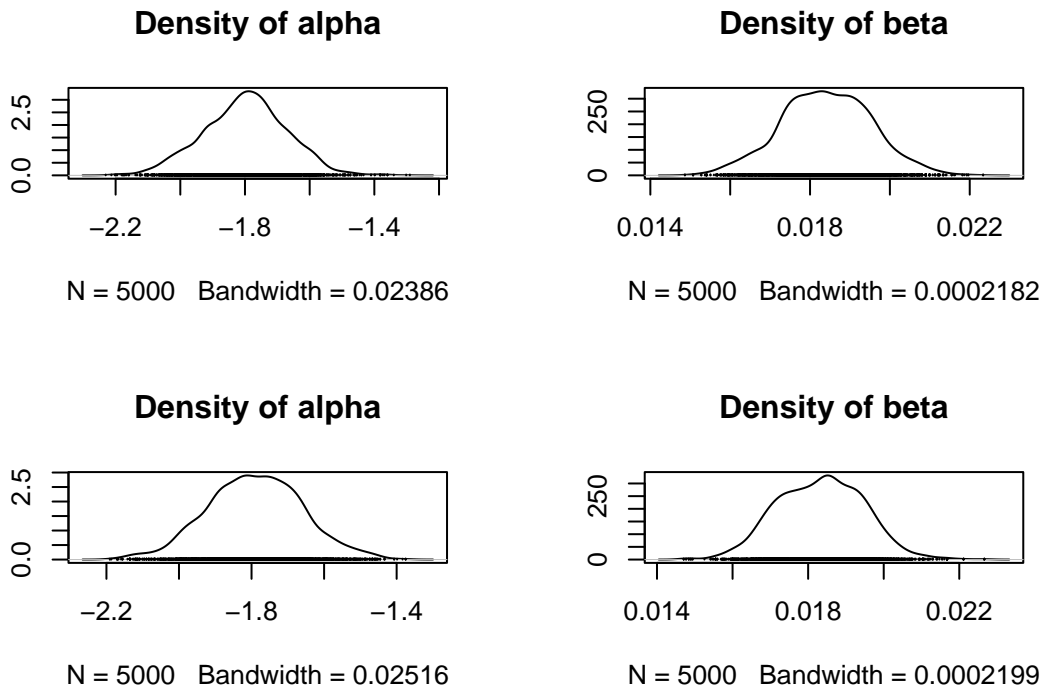 Density of alpha
2.5
0.0
−2.2 −1.8 −1.4
N = 5000 Bandwidth = 0.02386
Density of beta
250
0
0.014 0.018 0.022
N = 5000 Bandwidth = 0.0002182
Density of alpha
2.5
0.0
−2.2 −1.8 −1.4
N = 5000 Bandwidth = 0.02516
Density of beta
250
0
0.014 0.018 0.022
N = 5000 Bandwidth = 0.0002199